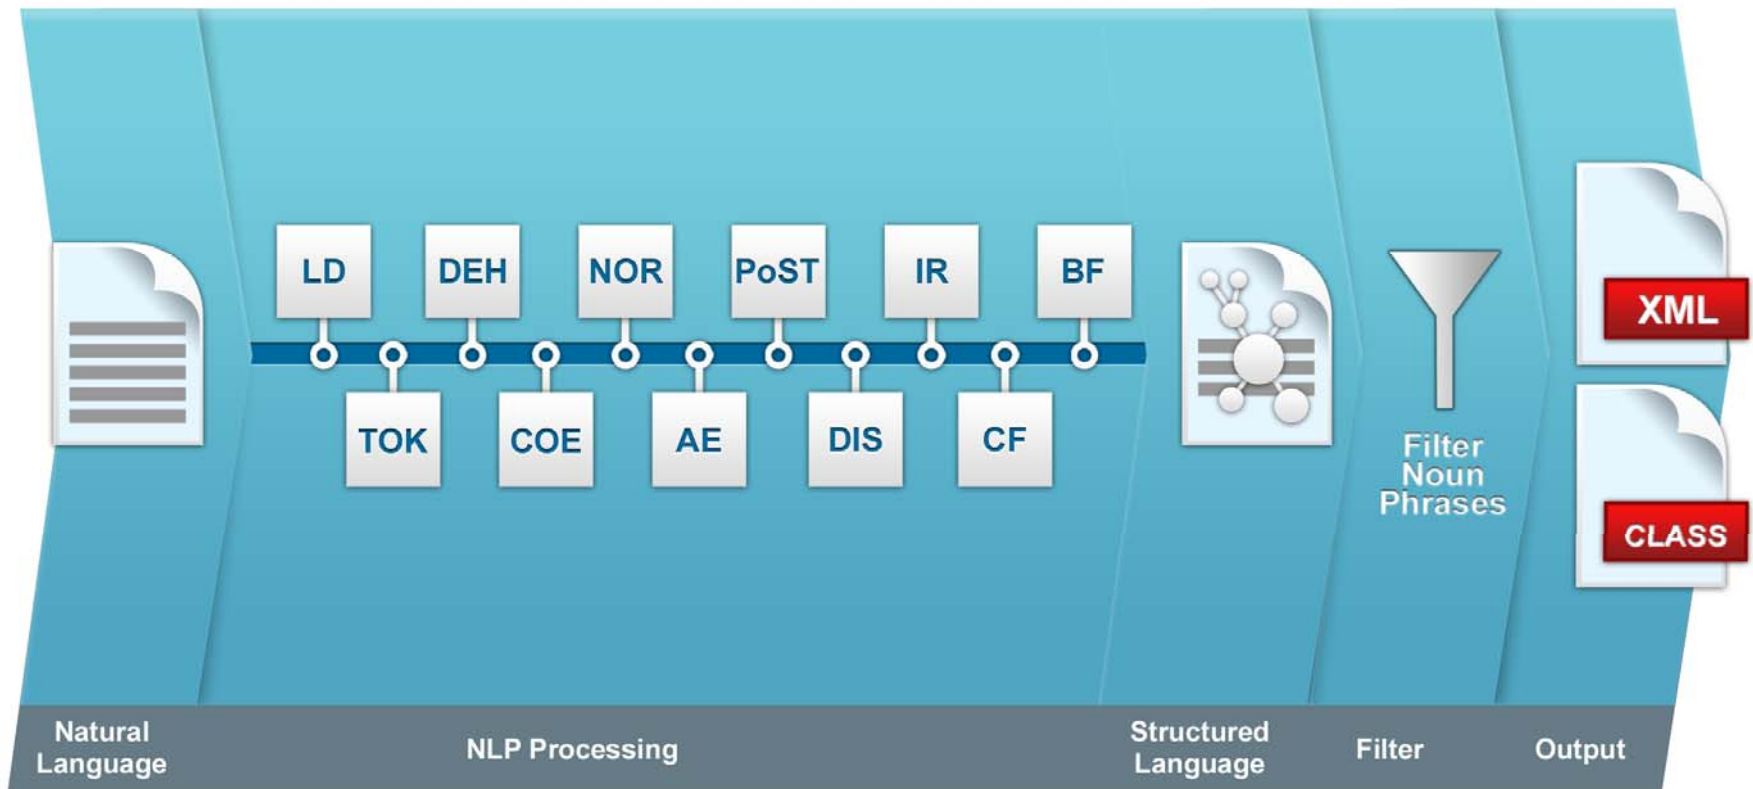 LD
TOK
DEH
COE
NOR
AE
PoST
DIS
IR
CF
BF
Filter
Noun
Phrases
XML
CLASS
Natural
Language
NLP Processing
Structured
Language
Filter
Output